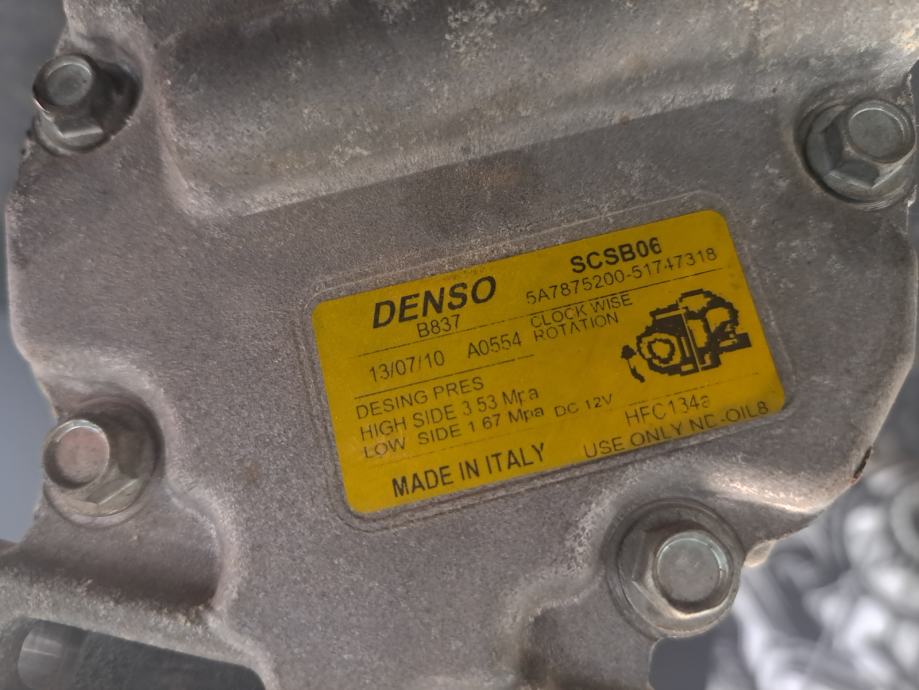 SCSB06
DENSO 5A7875200-51747318
B837 CLOCK WISE
13/07/10 A0554 ROTATION
DESING PRES
HIGH SIDE 3.53 Mpa
LOW SIDE 1.67 Mpa DC 12V HFC134a
MADE IN ITALY USE ONLY ND-OIL8